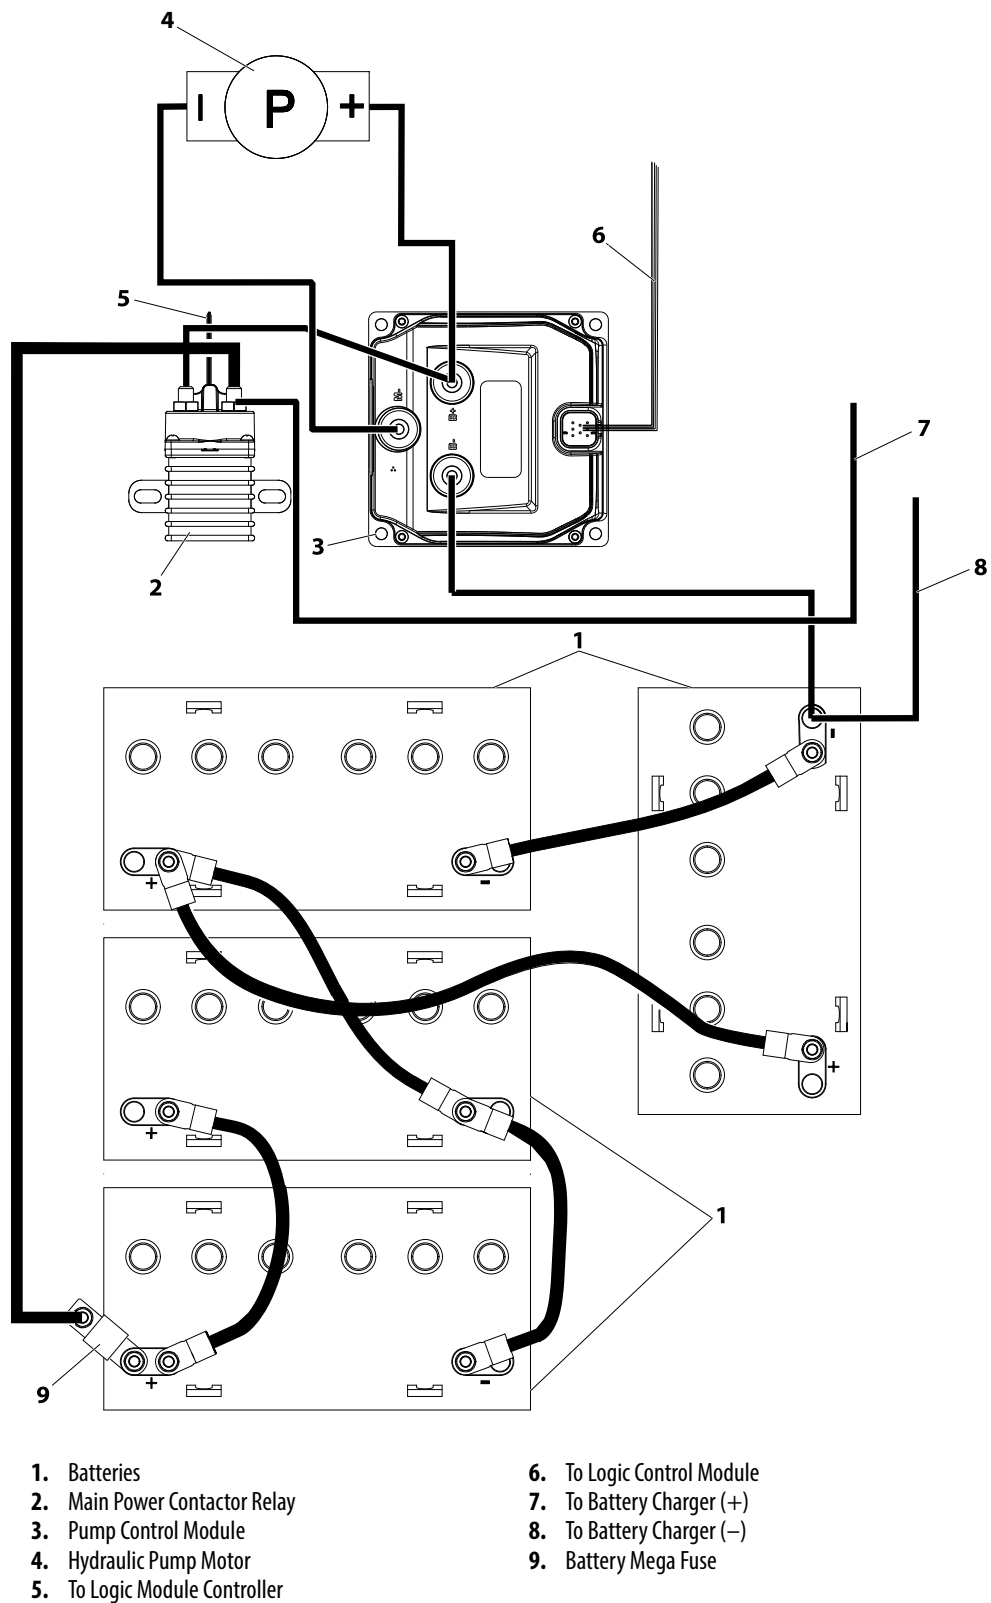 4
P
+
6
5
7
3
2
8
1
-
+
-
+
+
1
+
-
9
1. Batteries
2. Main Power Contactor Relay
3. Pump Control Module
4. Hydraulic Pump Motor
5. To Logic Module Controller
6. To Logic Control Module
7. To Battery Charger (+)
8. To Battery Charger (–)
9. Battery Mega Fuse